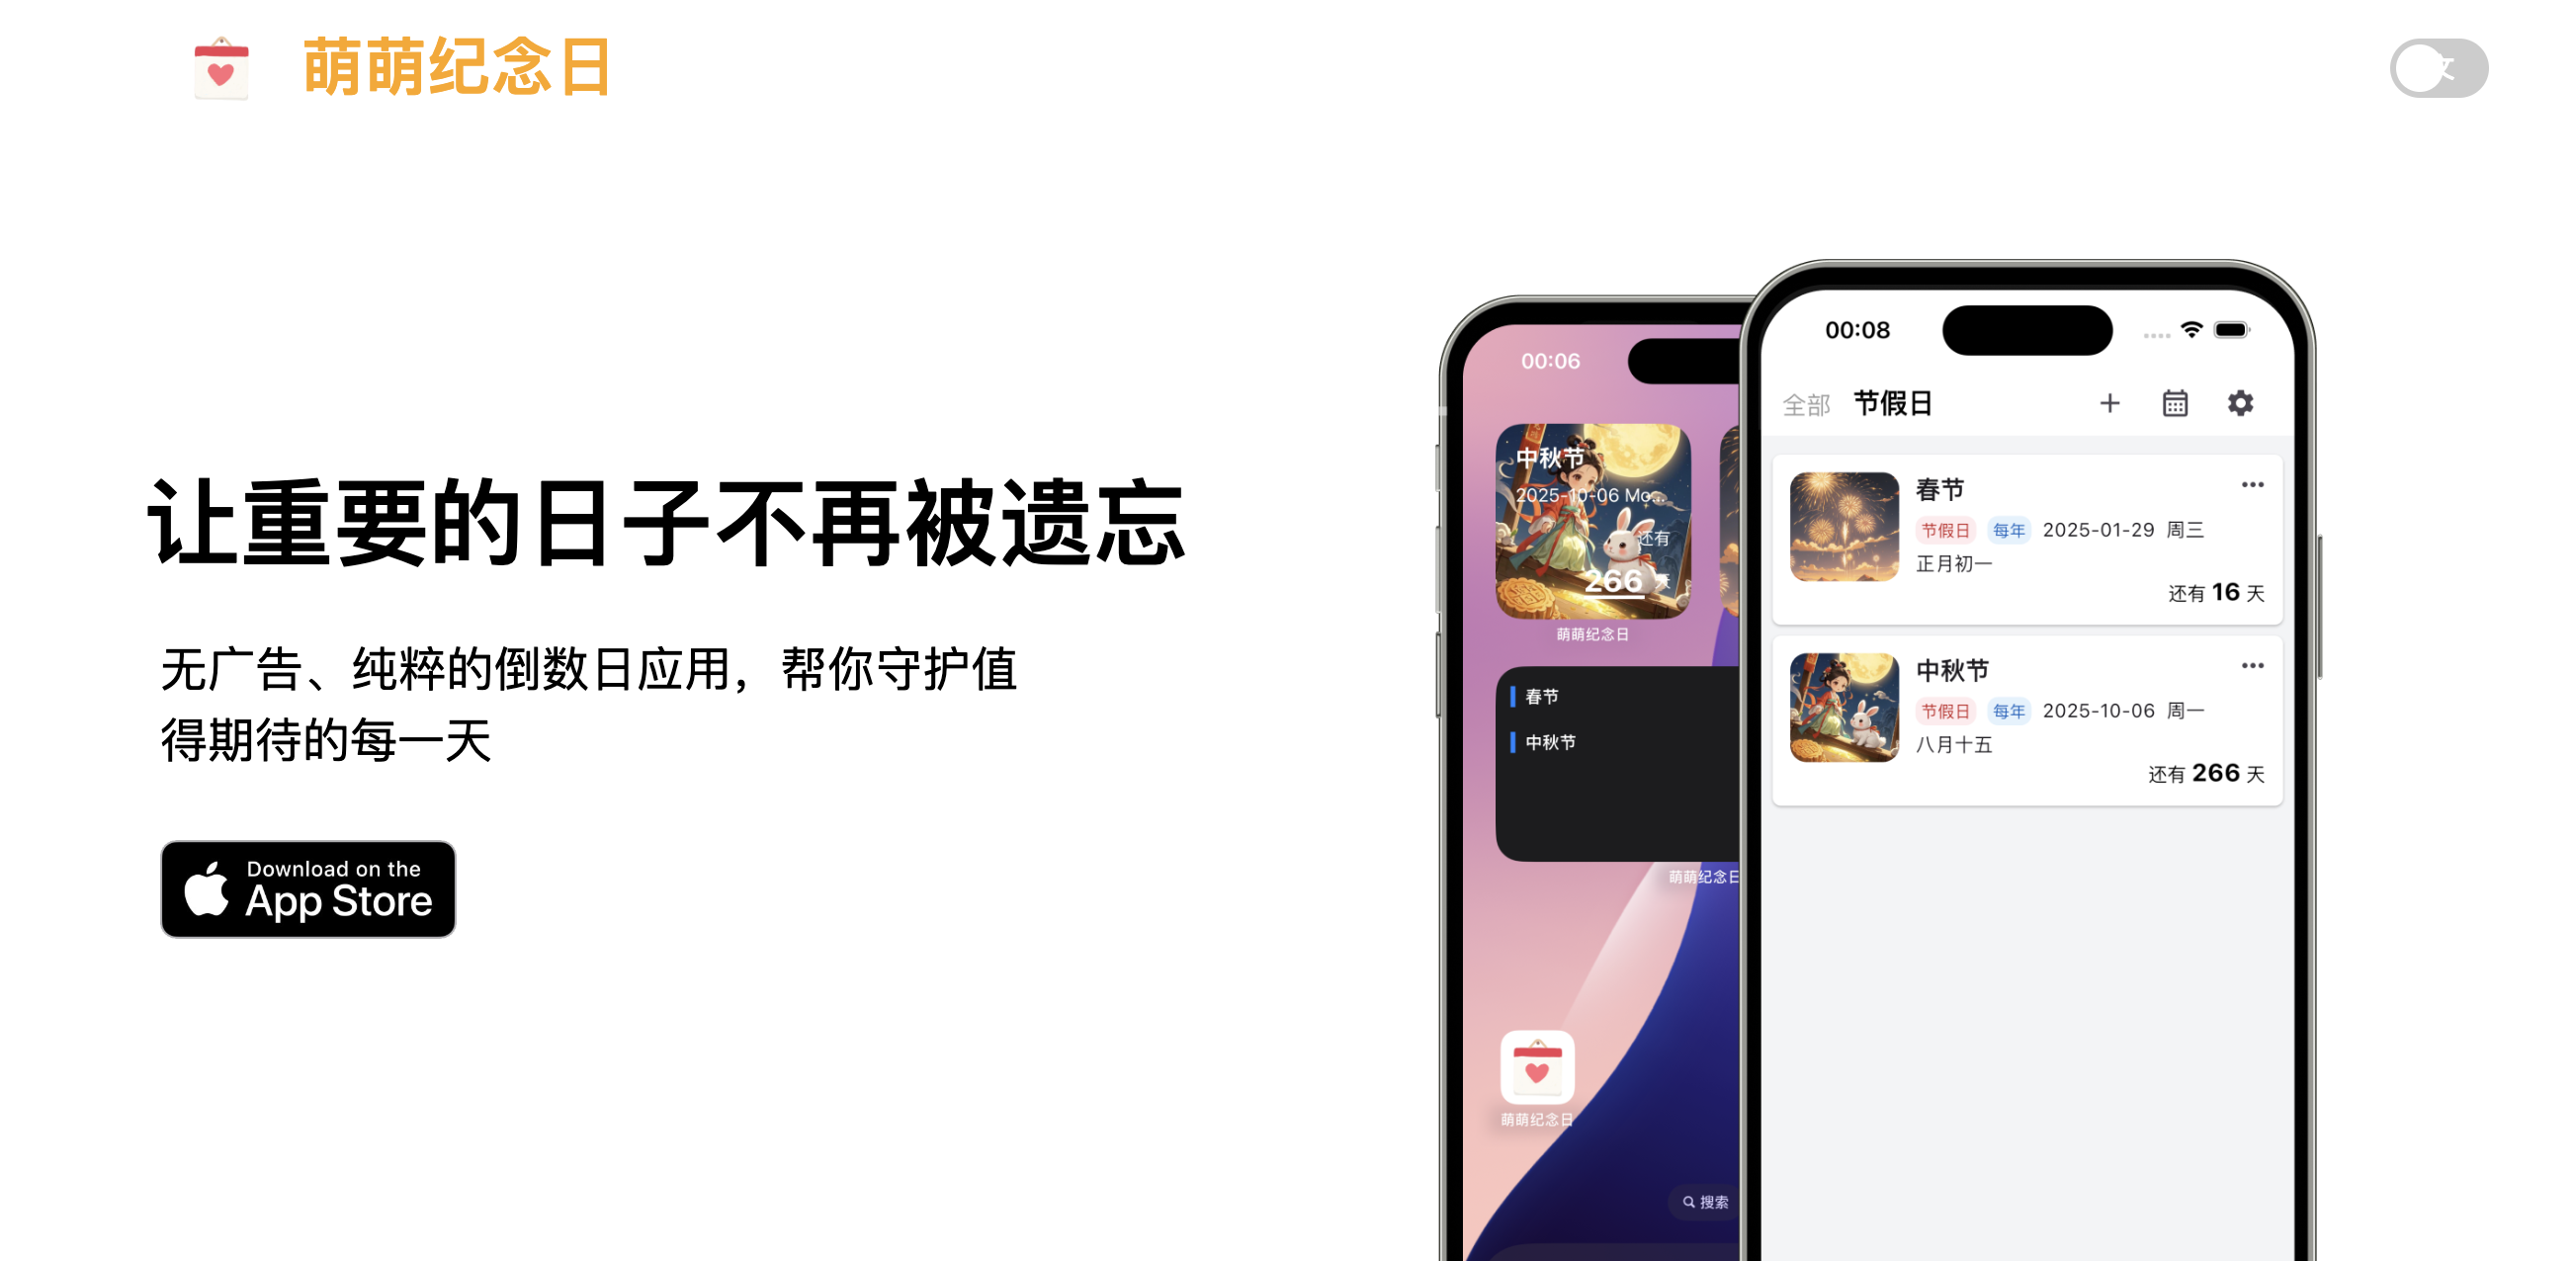 萌萌纪念日
让重要的日子不再被遗忘
无广告、纯粹的倒数日应用，帮你守护值
得期待的每一天
Download on the
App Store
00:06
中秋节
2025-10-06 Mo...
还有
266 天
萌萌纪念日
春节
中秋节
萌萌纪念日
萌萌纪念日
搜索
00:08
全部 节假日
春节
节假日 每年 2025-01-29 周三
正月初一
还有 16 天
中秋节
节假日 每年 2025-10-06 周一
八月十五
还有 266 天